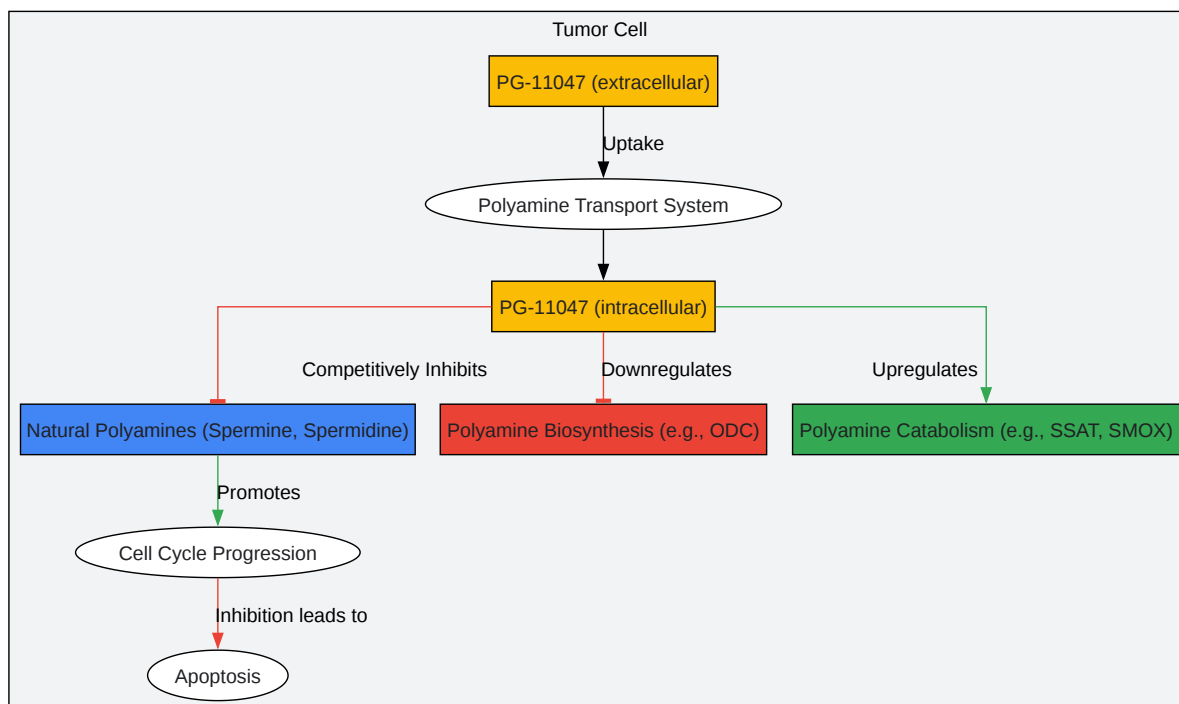 Tumor Cell
PG-11047 (extracellular)
Uptake
Polyamine Transport System
PG-11047 (intracellular)
Competitively Inhibits
Downregulates
Upregulates
Natural Polyamines (Spermine, Spermidine)
Polyamine Biosynthesis (e.g., ODC)
Polyamine Catabolism (e.g., SSAT, SMOX)
Promotes
Cell Cycle Progression
Inhibition leads to
Apoptosis